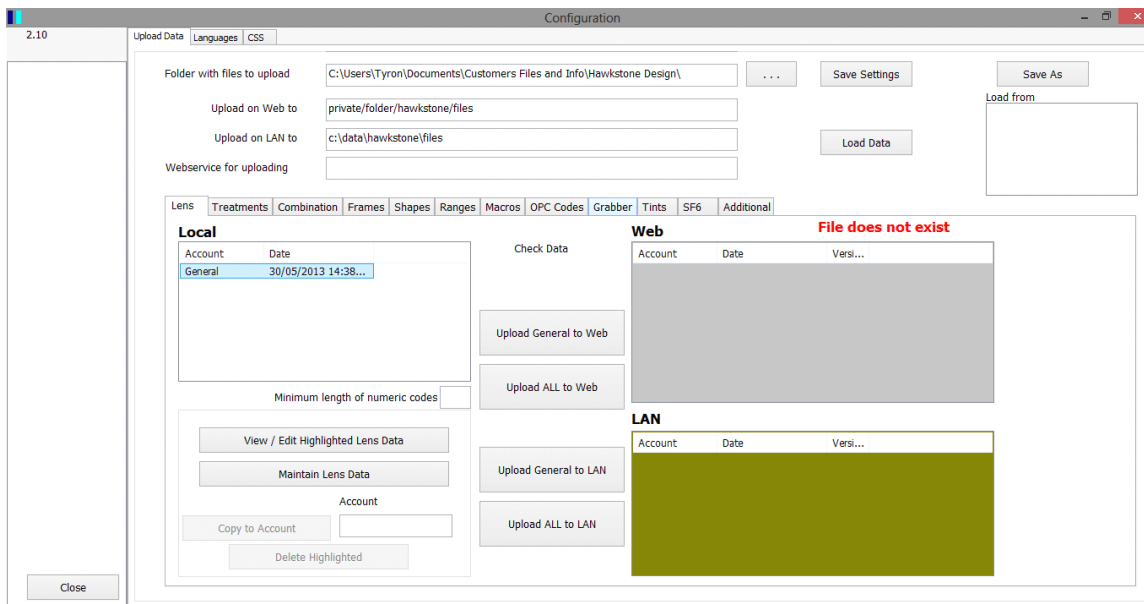 Configuration
2.10
Upload Data Languages CSS
Folder with files to upload C:\Users\Tyron\Documents\Customers Files and Info\Hawkstone Design\ ... Save Settings Save As
Load from
Upload on Web to private/folder/hawkstone/files
Upload on LAN to c:\data\hawkstone\files Load Data
Webservice for uploading
Lens Treatments Combination Frames Shapes Ranges Macros OPC Codes Grabber Tints SF6 Additional
Local
Account Date
General 30/05/2013 14:38...
Check Data
Web File does not exist
Account Date Versi...
Upload General to Web
Upload ALL to Web
Minimum length of numeric codes
View / Edit Highlighted Lens Data
Maintain Lens Data
Account
Copy to Account
Delete Highlighted
LAN
Account Date Versi...
Upload General to LAN
Upload ALL to LAN
Close